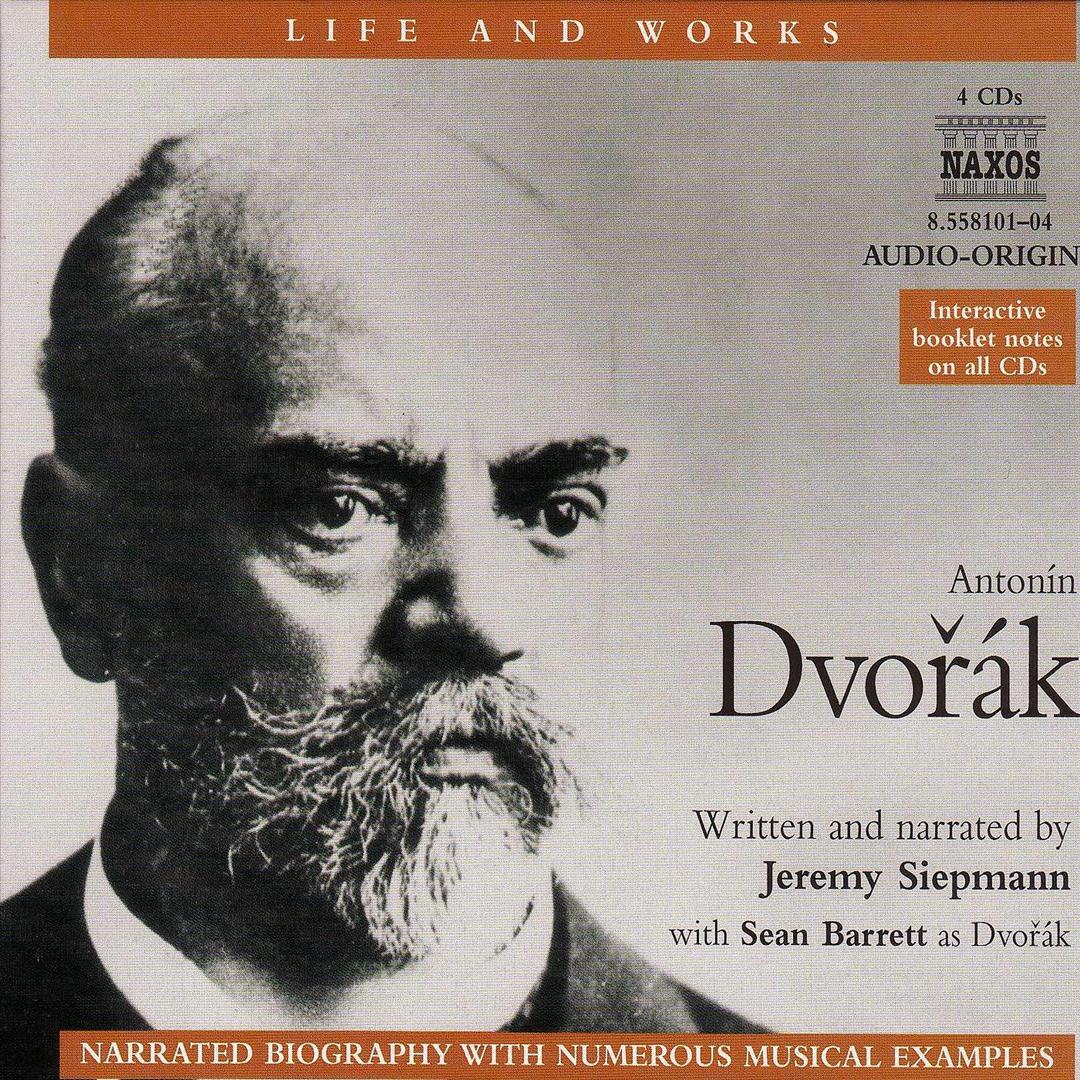 LIFE AND WORKS
4 CDs
NAXOS
8.558101–04
AUDIO-ORIGIN
Interactive
booklet notes
on all CDs
Antonín
Dvořák
Written and narrated by
Jeremy Siepmann
with Sean Barrett as Dvořák
NARRATED BIOGRAPHY WITH NUMEROUS MUSICAL EXAMPLES